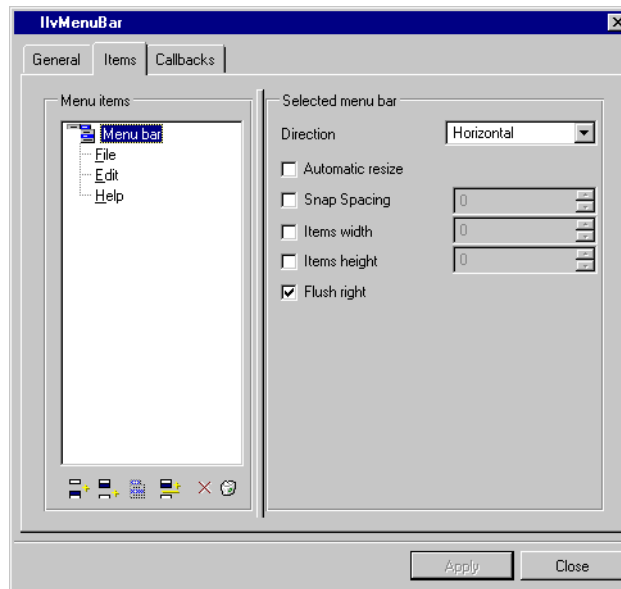 IlvMenuBar
General Items Callbacks
Menu items
Menu bar
File
Edit
Help
Selected menu bar
Direction Horizontal
Automatic resize
Snap Spacing 0
Items width 0
Items height 0
Flush right
Apply Close